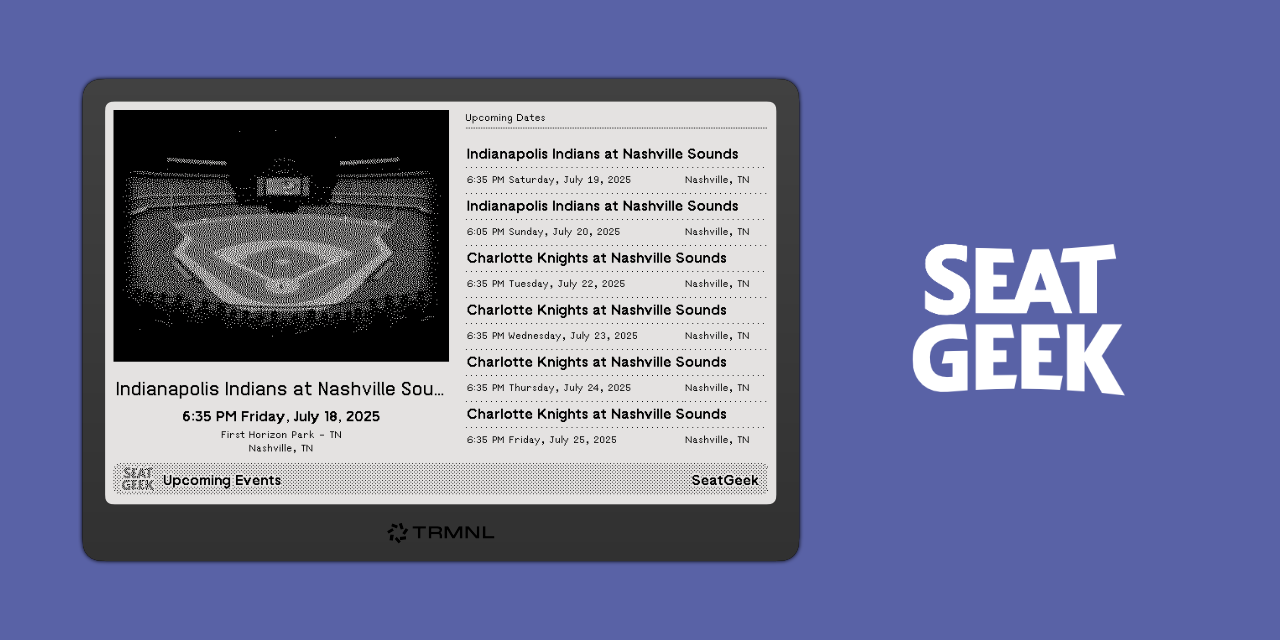 Indianapolis Indians at Nashville Sou...
6:35 PM Friday, July 18, 2025
First Horizon Park - TN
Nashville, TN
Upcoming Dates
Indianapolis Indians at Nashville Sounds
6:35 PM Saturday, July 19, 2025 Nashville, TN
Indianapolis Indians at Nashville Sounds
6:05 PM Sunday, July 20, 2025 Nashville, TN
Charlotte Knights at Nashville Sounds
6:35 PM Tuesday, July 22, 2025 Nashville, TN
Charlotte Knights at Nashville Sounds
6:35 PM Wednesday, July 23, 2025 Nashville, TN
Charlotte Knights at Nashville Sounds
6:35 PM Thursday, July 24, 2025 Nashville, TN
Charlotte Knights at Nashville Sounds
6:35 PM Friday, July 25, 2025 Nashville, TN
SEAT
GEEK
Upcoming Events SeatGeek
TRMNL
SEAT
GEEK